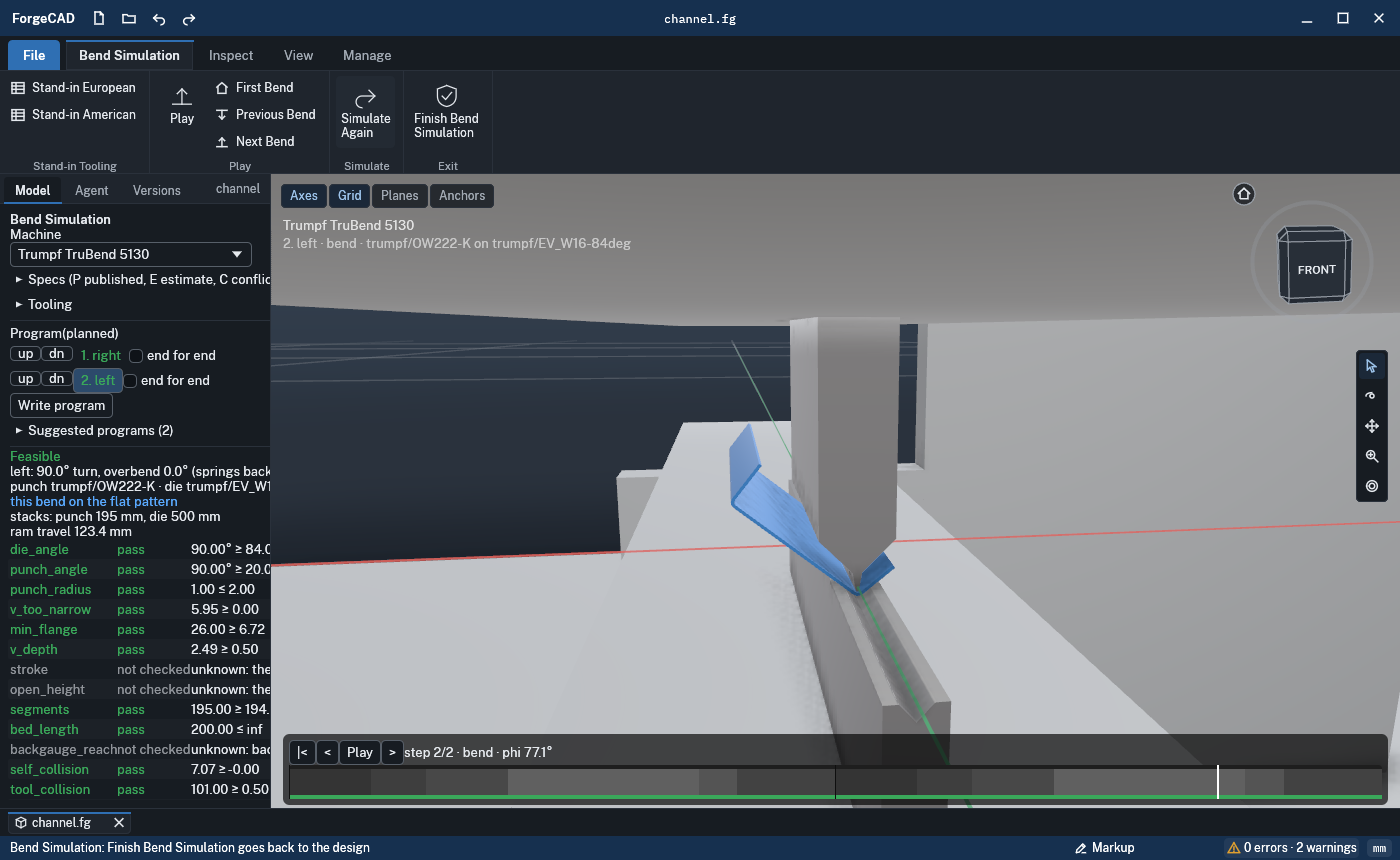 ForgeCAD
channel.fg
File
Bend Simulation
Inspect
View
Manage
Stand-in European
Stand-in American
Stand-in Tooling
Play
First Bend
Previous Bend
Next Bend
Play
Simulate Again
Simulate
Finish Bend Simulation
Exit
Model
Agent
Versions
channel
Bend Simulation
Machine
Trumpf TruBend 5130
Specs (P published, E estimate, C conflic
Tooling
Program(planned)
up dn 1. right end for end
up dn 2. left end for end
Write program
Suggested programs (2)
Feasible
left: 90.0° turn, overbend 0.0° (springs back
punch trumpf/OW222-K · die trumpf/EV_W1
this bend on the flat pattern
stacks: punch 195 mm, die 500 mm
ram travel 123.4 mm
die_angle pass 90.00° ≥ 84.0
punch_angle pass 90.00° ≥ 20.0
punch_radius pass 1.00 ≤ 2.00
v_too_narrow pass 5.95 ≥ 0.00
min_flange pass 26.00 ≥ 6.72
v_depth pass 2.49 ≥ 0.50
stroke not checked unknown: the
open_height not checked unknown: the
segments pass 195.00 ≥ 194.
bed_length pass 200.00 ≤ inf
backgauge_reach not checked unknown: bac
self_collision pass 7.07 ≥ -0.00
tool_collision pass 101.00 ≥ 0.50
Axes
Grid
Planes
Anchors
Trumpf TruBend 5130
2. left · bend · trumpf/OW222-K on trumpf/EV_W16-84deg
FRONT
|< < Play > step 2/2 · bend · phi 77.1°
channel.fg
Bend Simulation: Finish Bend Simulation goes back to the design
Markup
0 errors · 2 warnings
mm